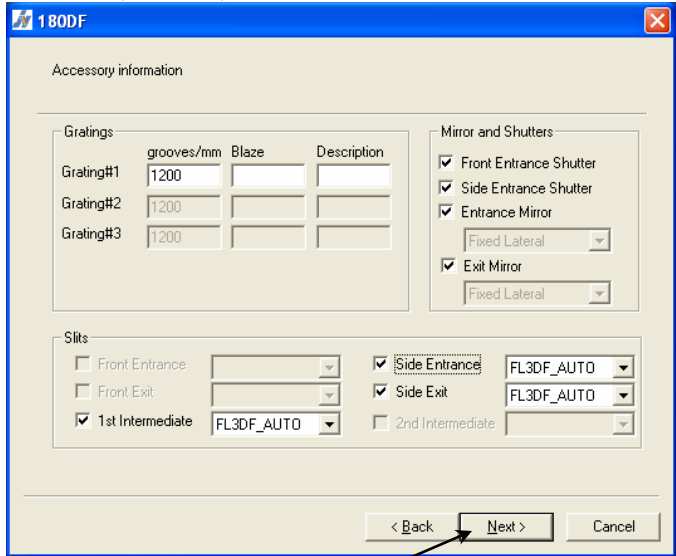 180DF
Accessory information
Gratings
grooves/mm Blaze Description
Grating#1 1200
Grating#2 1200
Grating#3 1200
Mirror and Shutters
Front Entrance Shutter
Side Entrance Shutter
Entrance Mirror
Fixed Lateral
Exit Mirror
Fixed Lateral
Slits
Front Entrance
Side Entrance FL3DF_AUTO
Front Exit
Side Exit FL3DF_AUTO
1st Intermediate FL3DF_AUTO
2nd Intermediate
< Back Next > Cancel